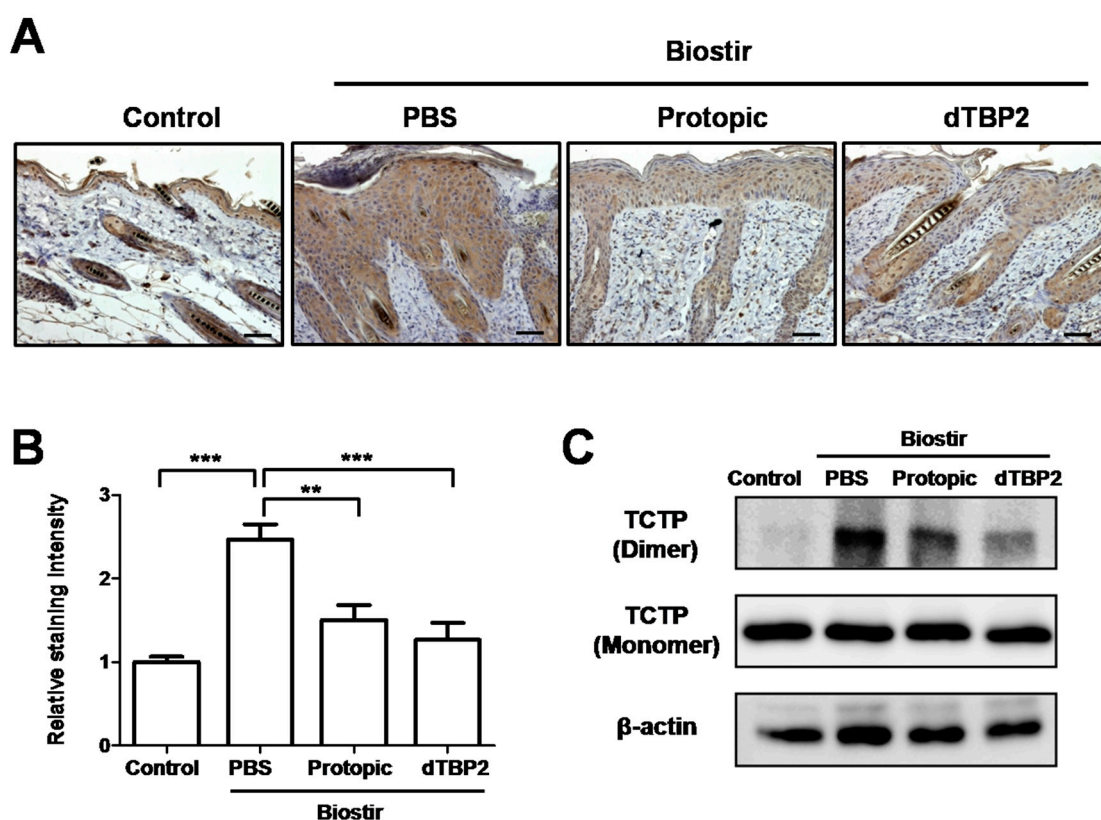 A
Biostir
Control PBS Protopic dTBP2
B
***
***
**
Relative staining Intensity
3
2
1
0
Control PBS Protopic dTBP2
Biostir
C
Biostir
Control PBS Protopic dTBP2
TCTP
(Dimer)
TCTP
(Monomer)
β-actin